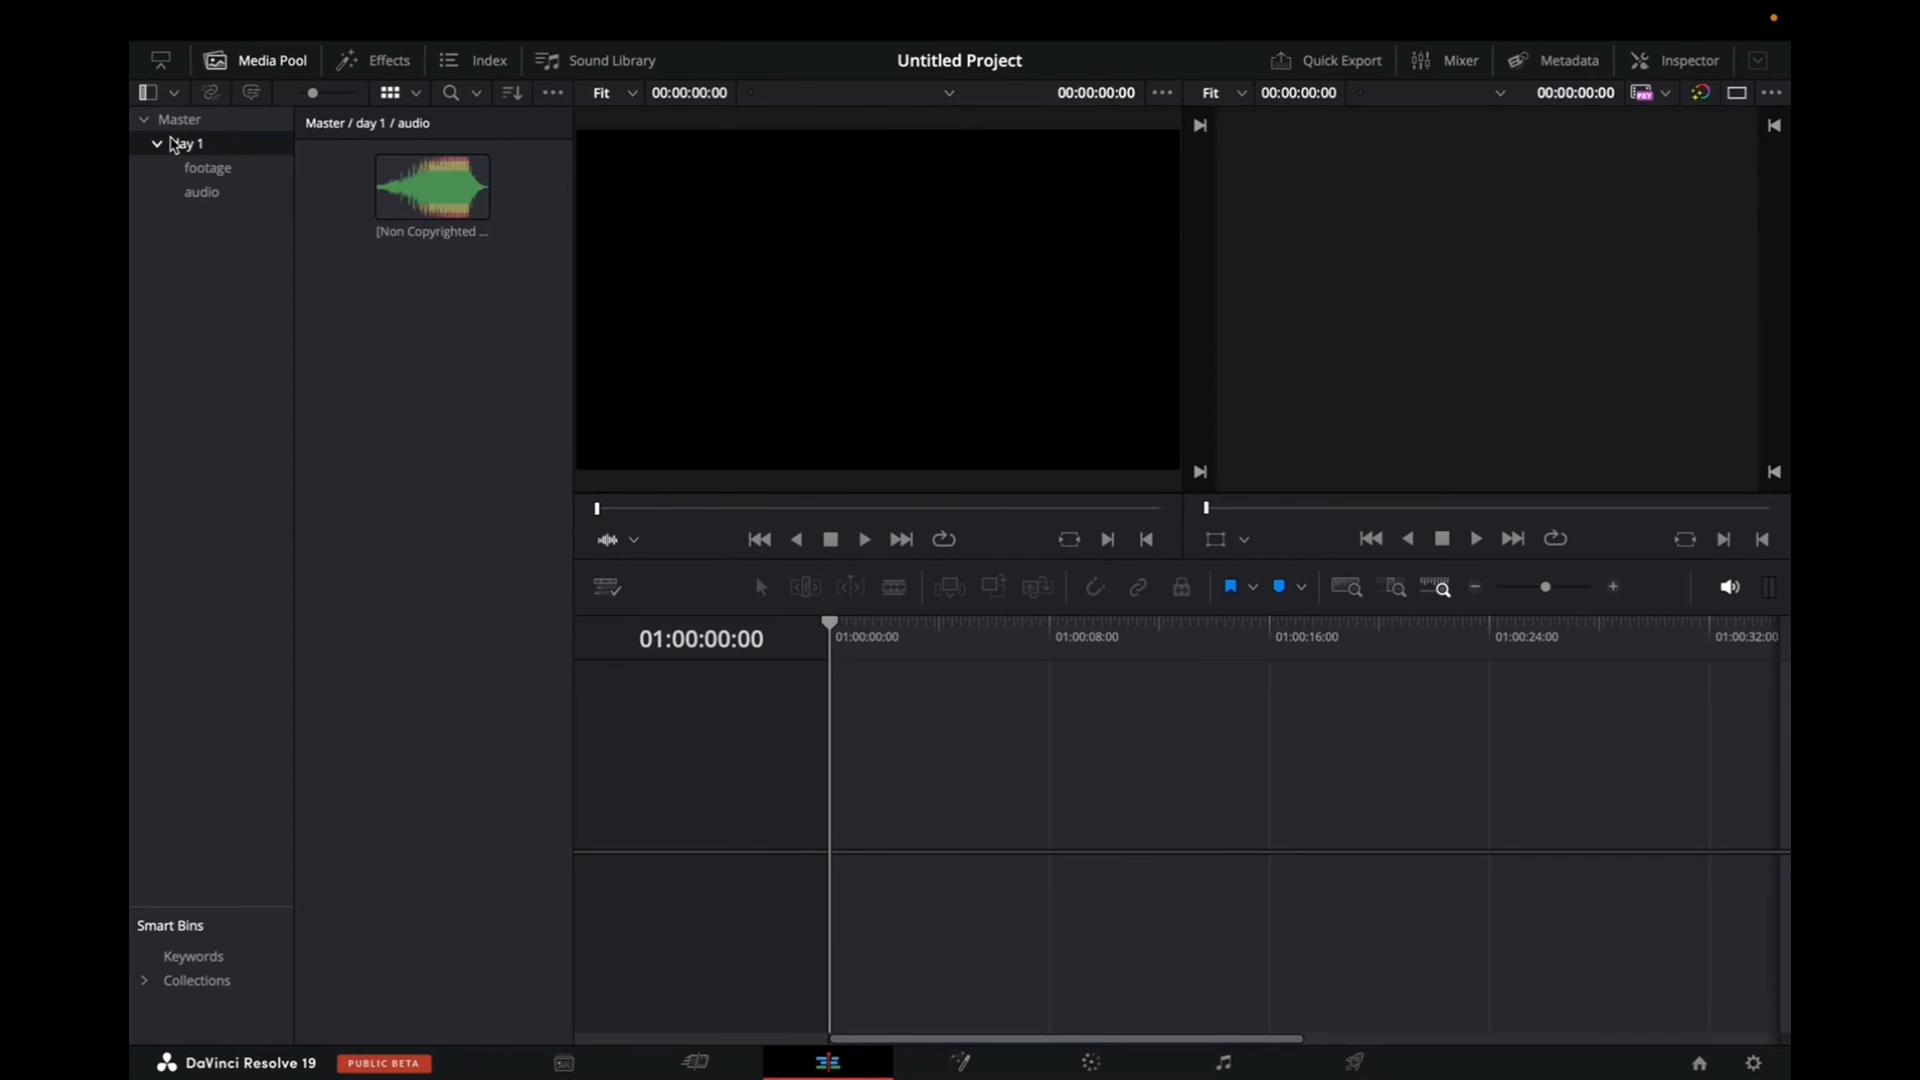 Media Pool Effects Index Sound Library Untitled Project Quick Export Mixer Metadata Inspector
Fit 00:00:00:00 00:00:00:00 Fit 00:00:00:00 00:00:00:00 PXY
Master
Master / day 1 / audio
day 1
footage
audio
[Non Copyrighted ...
01:00:00:00
01:00:00:00 01:00:08:00 01:00:16:00 01:00:24:00 01:00:32:00
Smart Bins
Keywords
Collections
DaVinci Resolve 19 PUBLIC BETA